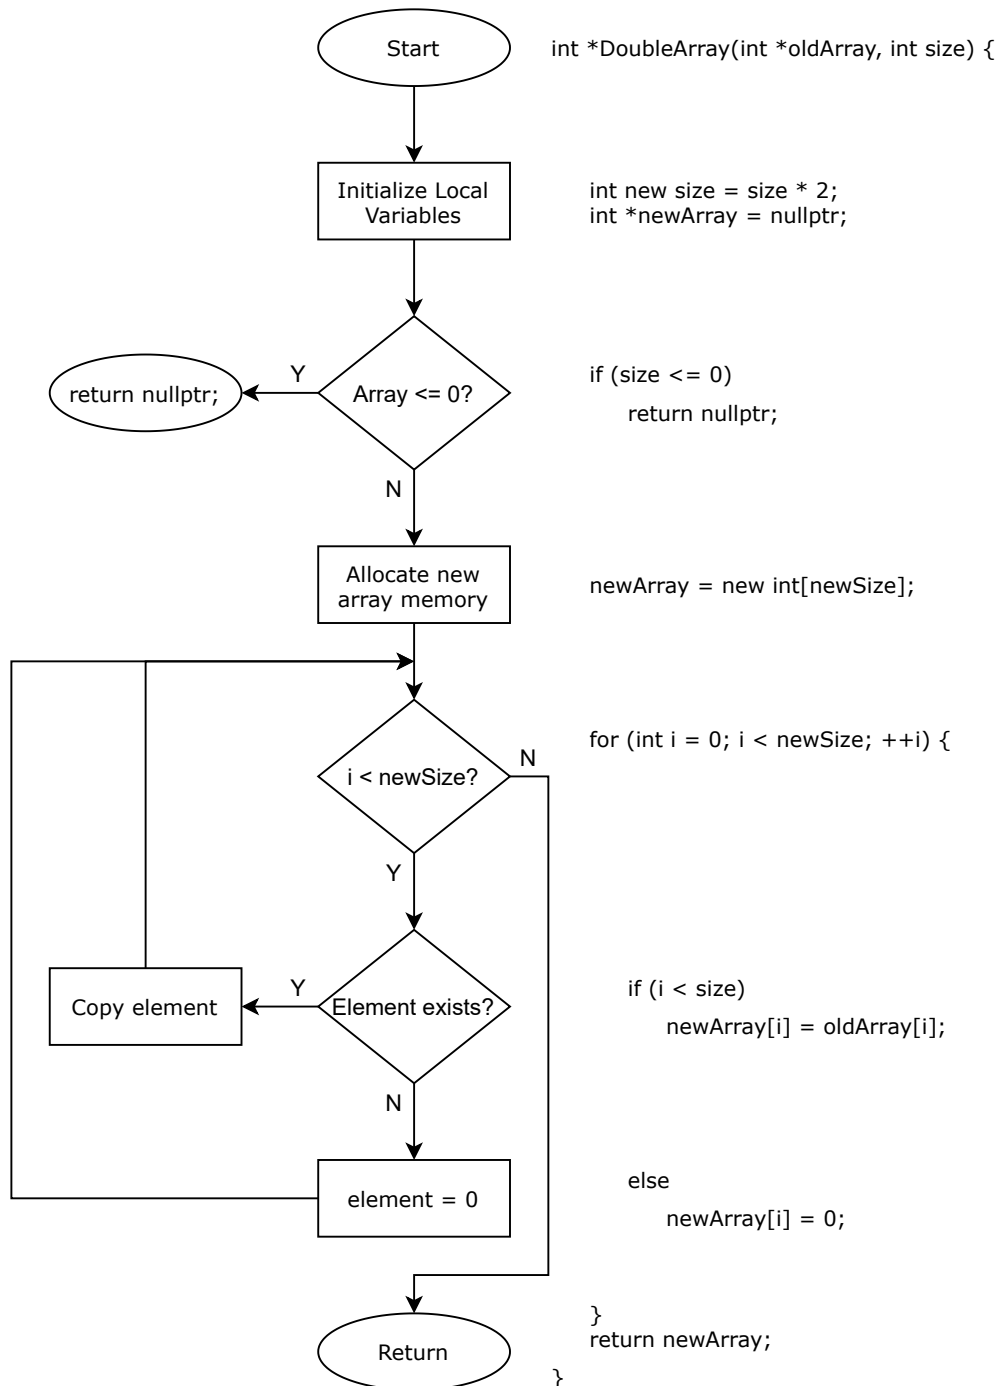 Start
int *DoubleArray(int *oldArray, int size) {
Initialize Local
Variables
int new size = size * 2;
int *newArray = nullptr;
return nullptr;
Y
Array <= 0?
if (size <= 0)
return nullptr;
N
Allocate new
array memory
newArray = new int[newSize];
i < newSize?
N
for (int i = 0; i < newSize; ++i) {
Y
Copy element
Y
Element exists?
if (i < size)
newArray[i] = oldArray[i];
N
element = 0
else
newArray[i] = 0;
}
Return
return newArray;
}